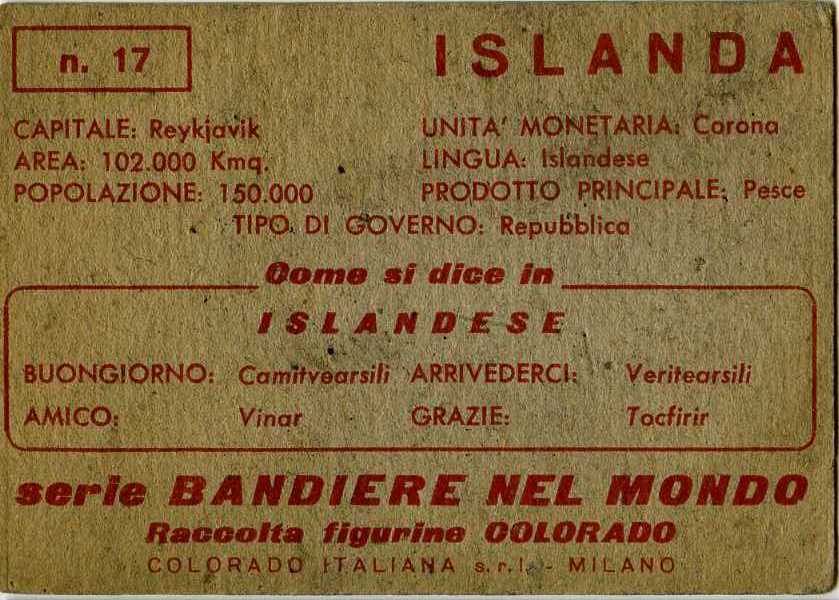 n. 17
ISLANDA
CAPITALE: Reykjavik
UNITA' MONETARIA: Corona
AREA: 102.000 Kmq.
LINGUA: Islandese
POPOLAZIONE: 150.000
PRODOTTO PRINCIPALE: Pesce
TIPO DI GOVERNO: Repubblica
Come si dice in
ISLANDESE
BUONGIORNO: Camitvearsili ARRIVEDERCI: Veritearsili
AMICO: Vinar GRAZIE: Tocfirir
serie BANDIERE NEL MONDO
Raccolta figurine COLORADO
COLORADO ITALIANA s.r.l. - MILANO